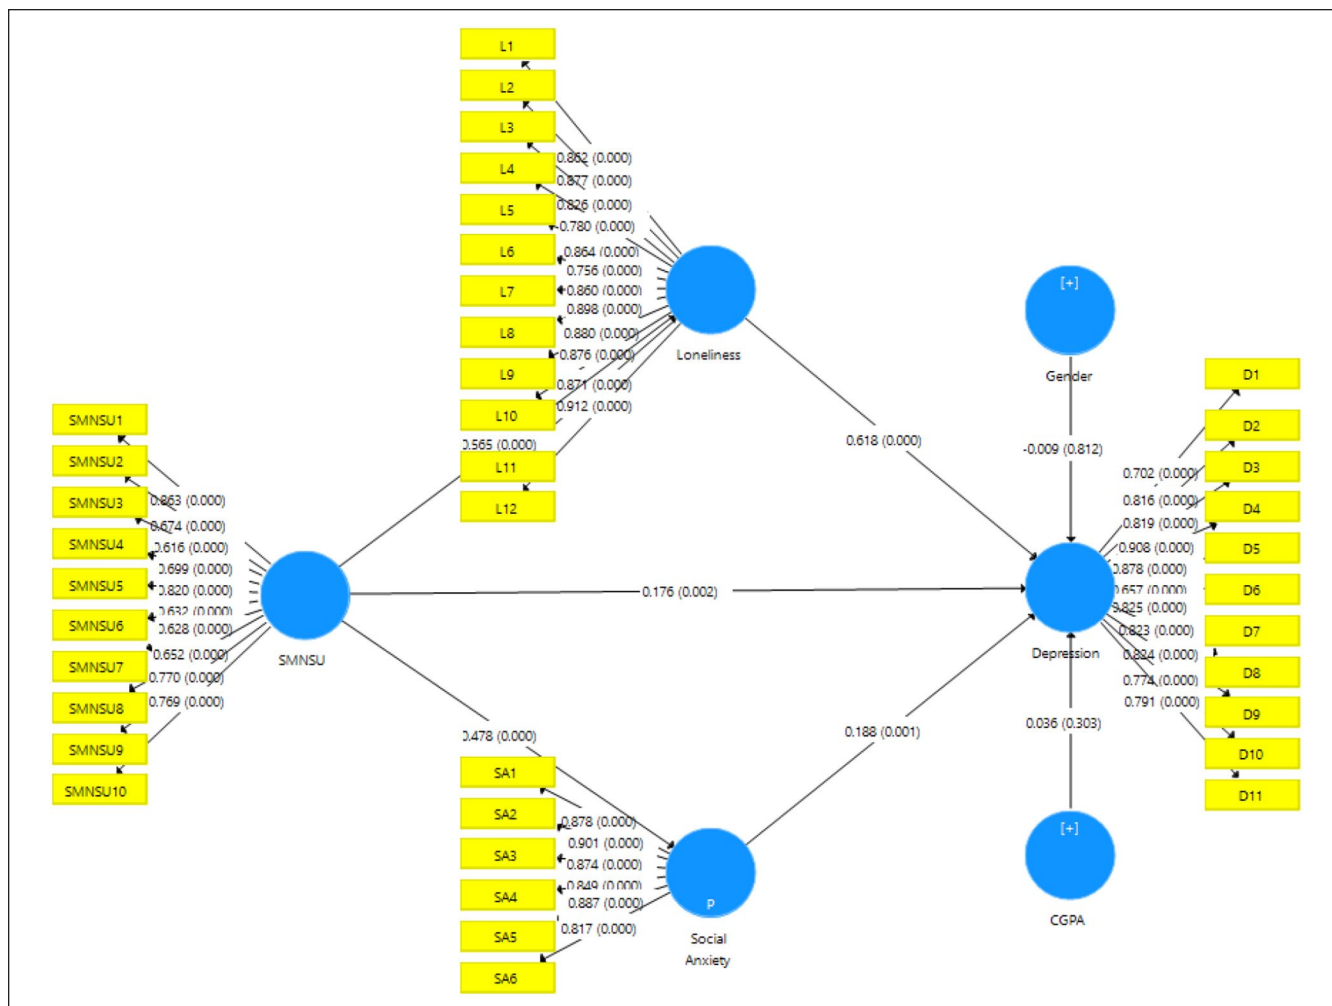 L1
L2
L3
L4
L5
L6
L7
L8
L9
L10
L11
L12
0.862 (0.000)
0.877 (0.000)
0.826 (0.000)
0.780 (0.000)
0.864 (0.000)
0.756 (0.000)
0.860 (0.000)
0.898 (0.000)
0.880 (0.000)
0.876 (0.000)
0.871 (0.000)
0.912 (0.000)
Loneliness
[+]
Gender
SMNSU1
SMNSU2
SMNSU3
SMNSU4
SMNSU5
SMNSU6
SMNSU7
SMNSU8
SMNSU9
SMNSU10
0.863 (0.000)
0.674 (0.000)
0.616 (0.000)
0.699 (0.000)
0.820 (0.000)
0.632 (0.000)
0.628 (0.000)
0.652 (0.000)
0.770 (0.000)
0.769 (0.000)
SMNSU
0.565 (0.000)
0.618 (0.000)
-0.009 (0.812)
0.176 (0.002)
0.478 (0.000)
0.188 (0.001)
0.036 (0.303)
Depression
D1
D2
D3
D4
D5
D6
D7
D8
D9
D10
D11
0.702 (0.000)
0.816 (0.000)
0.819 (0.000)
0.908 (0.000)
0.878 (0.000)
0.657 (0.000)
0.825 (0.000)
0.823 (0.000)
0.824 (0.000)
0.774 (0.000)
0.791 (0.000)
SA1
SA2
SA3
SA4
SA5
SA6
0.878 (0.000)
0.901 (0.000)
0.874 (0.000)
0.849 (0.000)
0.887 (0.000)
0.817 (0.000)
P
Social
Anxiety
[+]
CGPA